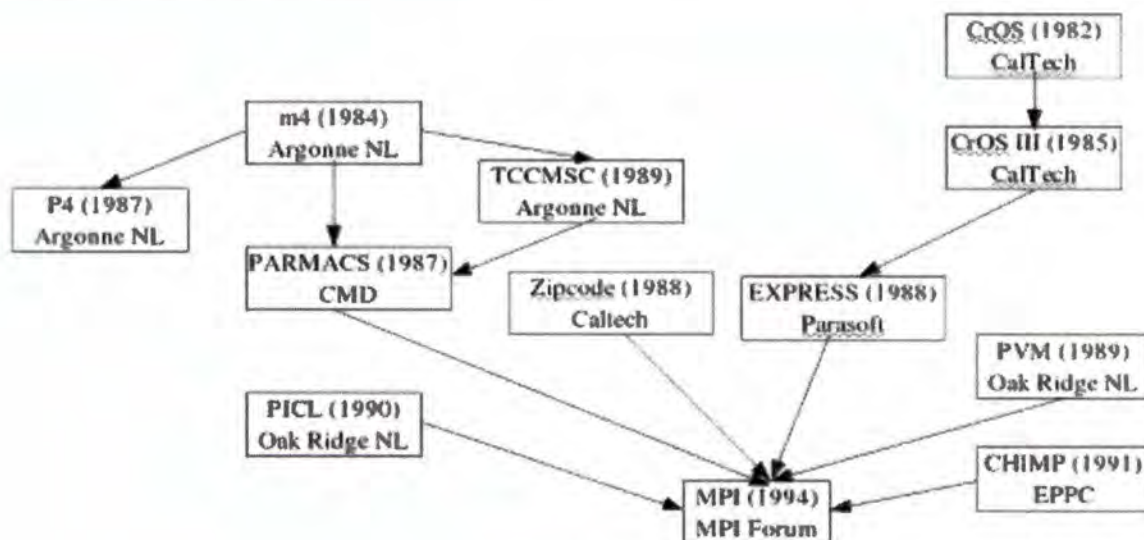 CrOS (1982)
CalTech
m4 (1984)
Argonne NL
CrOS III (1985)
CalTech
TCCMSC (1989)
Argonne NL
P4 (1987)
Argonne NL
PARMACS (1987)
CMD
Zipcode (1988)
Caltech
EXPRESS (1988)
Parasoft
PVM (1989)
Oak Ridge NL
PICL (1990)
Oak Ridge NL
CHIMP (1991)
EPPC
MPI (1994)
MPI Forum